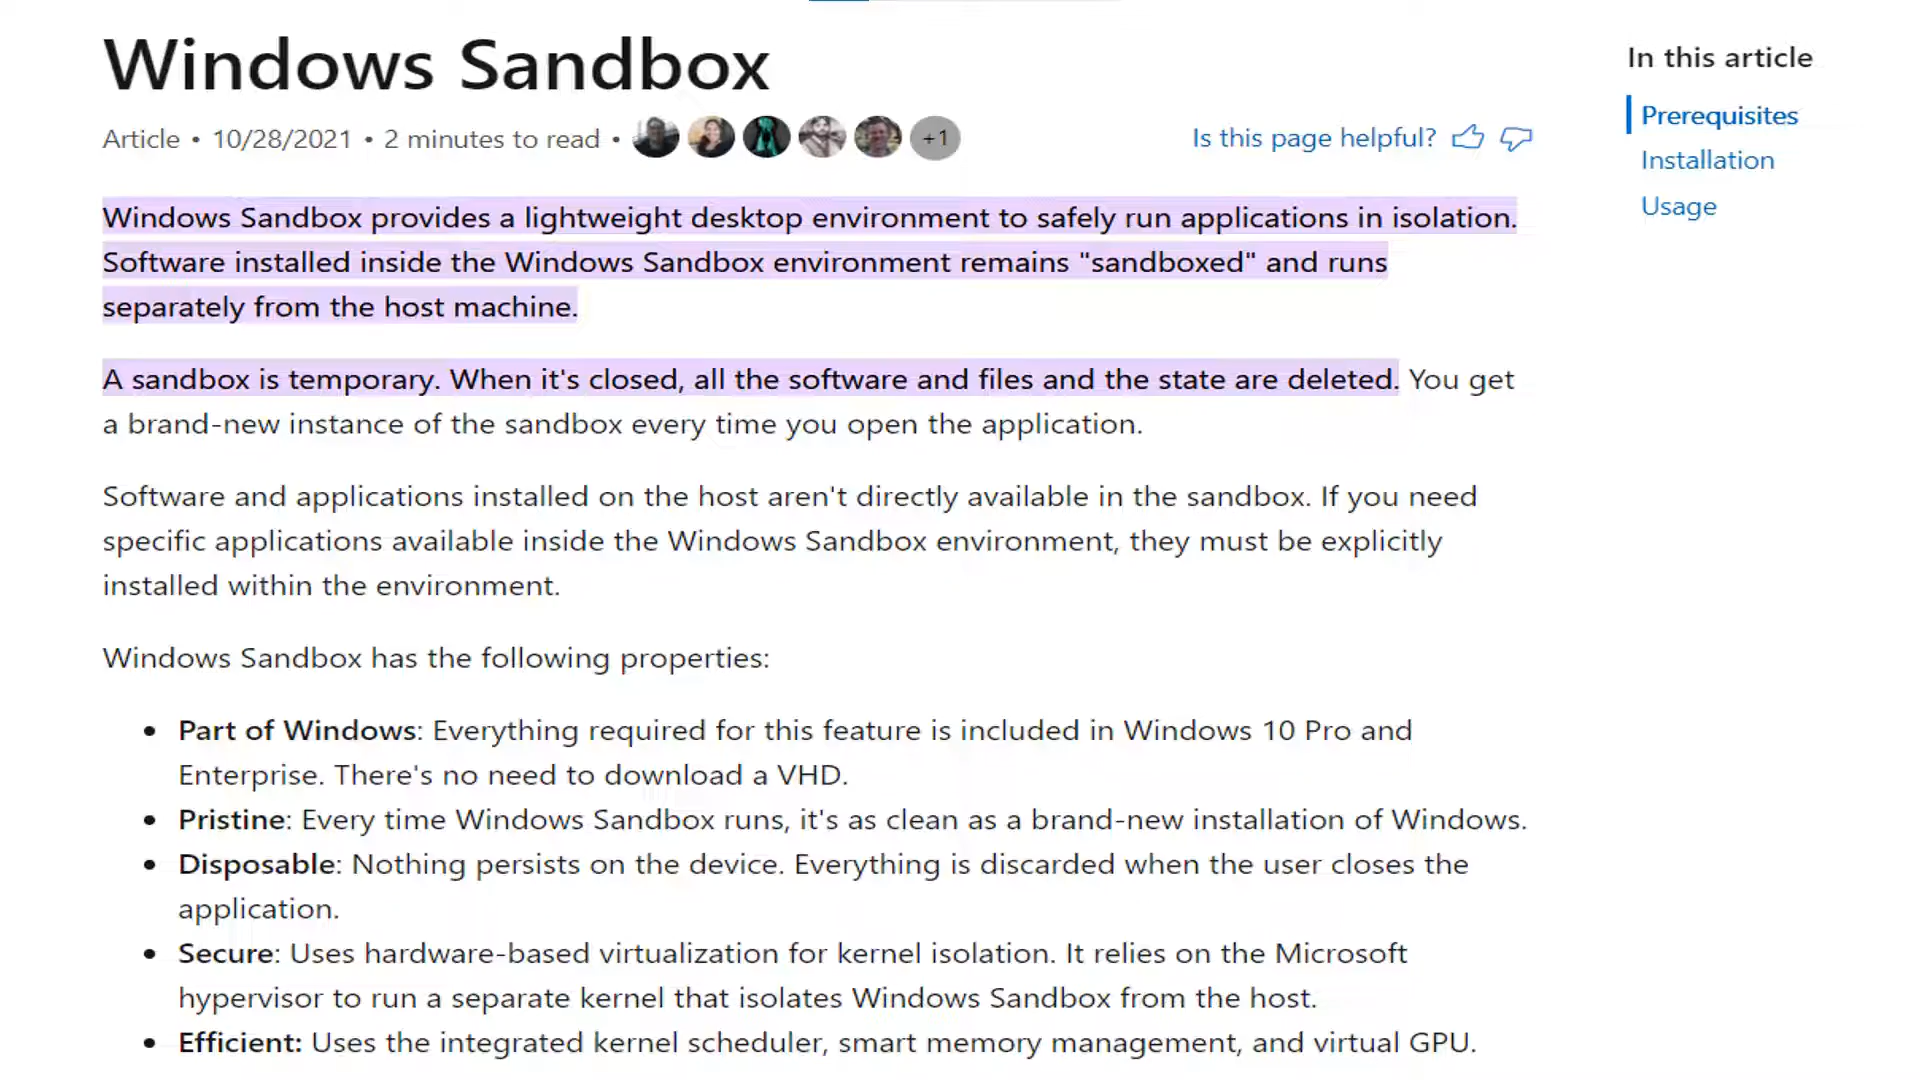 Windows Sandbox
Article • 10/28/2021 • 2 minutes to read • +1
Is this page helpful?
Windows Sandbox provides a lightweight desktop environment to safely run applications in isolation.
Software installed inside the Windows Sandbox environment remains "sandboxed" and runs
separately from the host machine.
A sandbox is temporary. When it's closed, all the software and files and the state are deleted. You get
a brand-new instance of the sandbox every time you open the application.
Software and applications installed on the host aren't directly available in the sandbox. If you need
specific applications available inside the Windows Sandbox environment, they must be explicitly
installed within the environment.
Windows Sandbox has the following properties:
• Part of Windows: Everything required for this feature is included in Windows 10 Pro and
Enterprise. There's no need to download a VHD.
• Pristine: Every time Windows Sandbox runs, it's as clean as a brand-new installation of Windows.
• Disposable: Nothing persists on the device. Everything is discarded when the user closes the
application.
• Secure: Uses hardware-based virtualization for kernel isolation. It relies on the Microsoft
hypervisor to run a separate kernel that isolates Windows Sandbox from the host.
• Efficient: Uses the integrated kernel scheduler, smart memory management, and virtual GPU.
In this article
Prerequisites
Installation
Usage